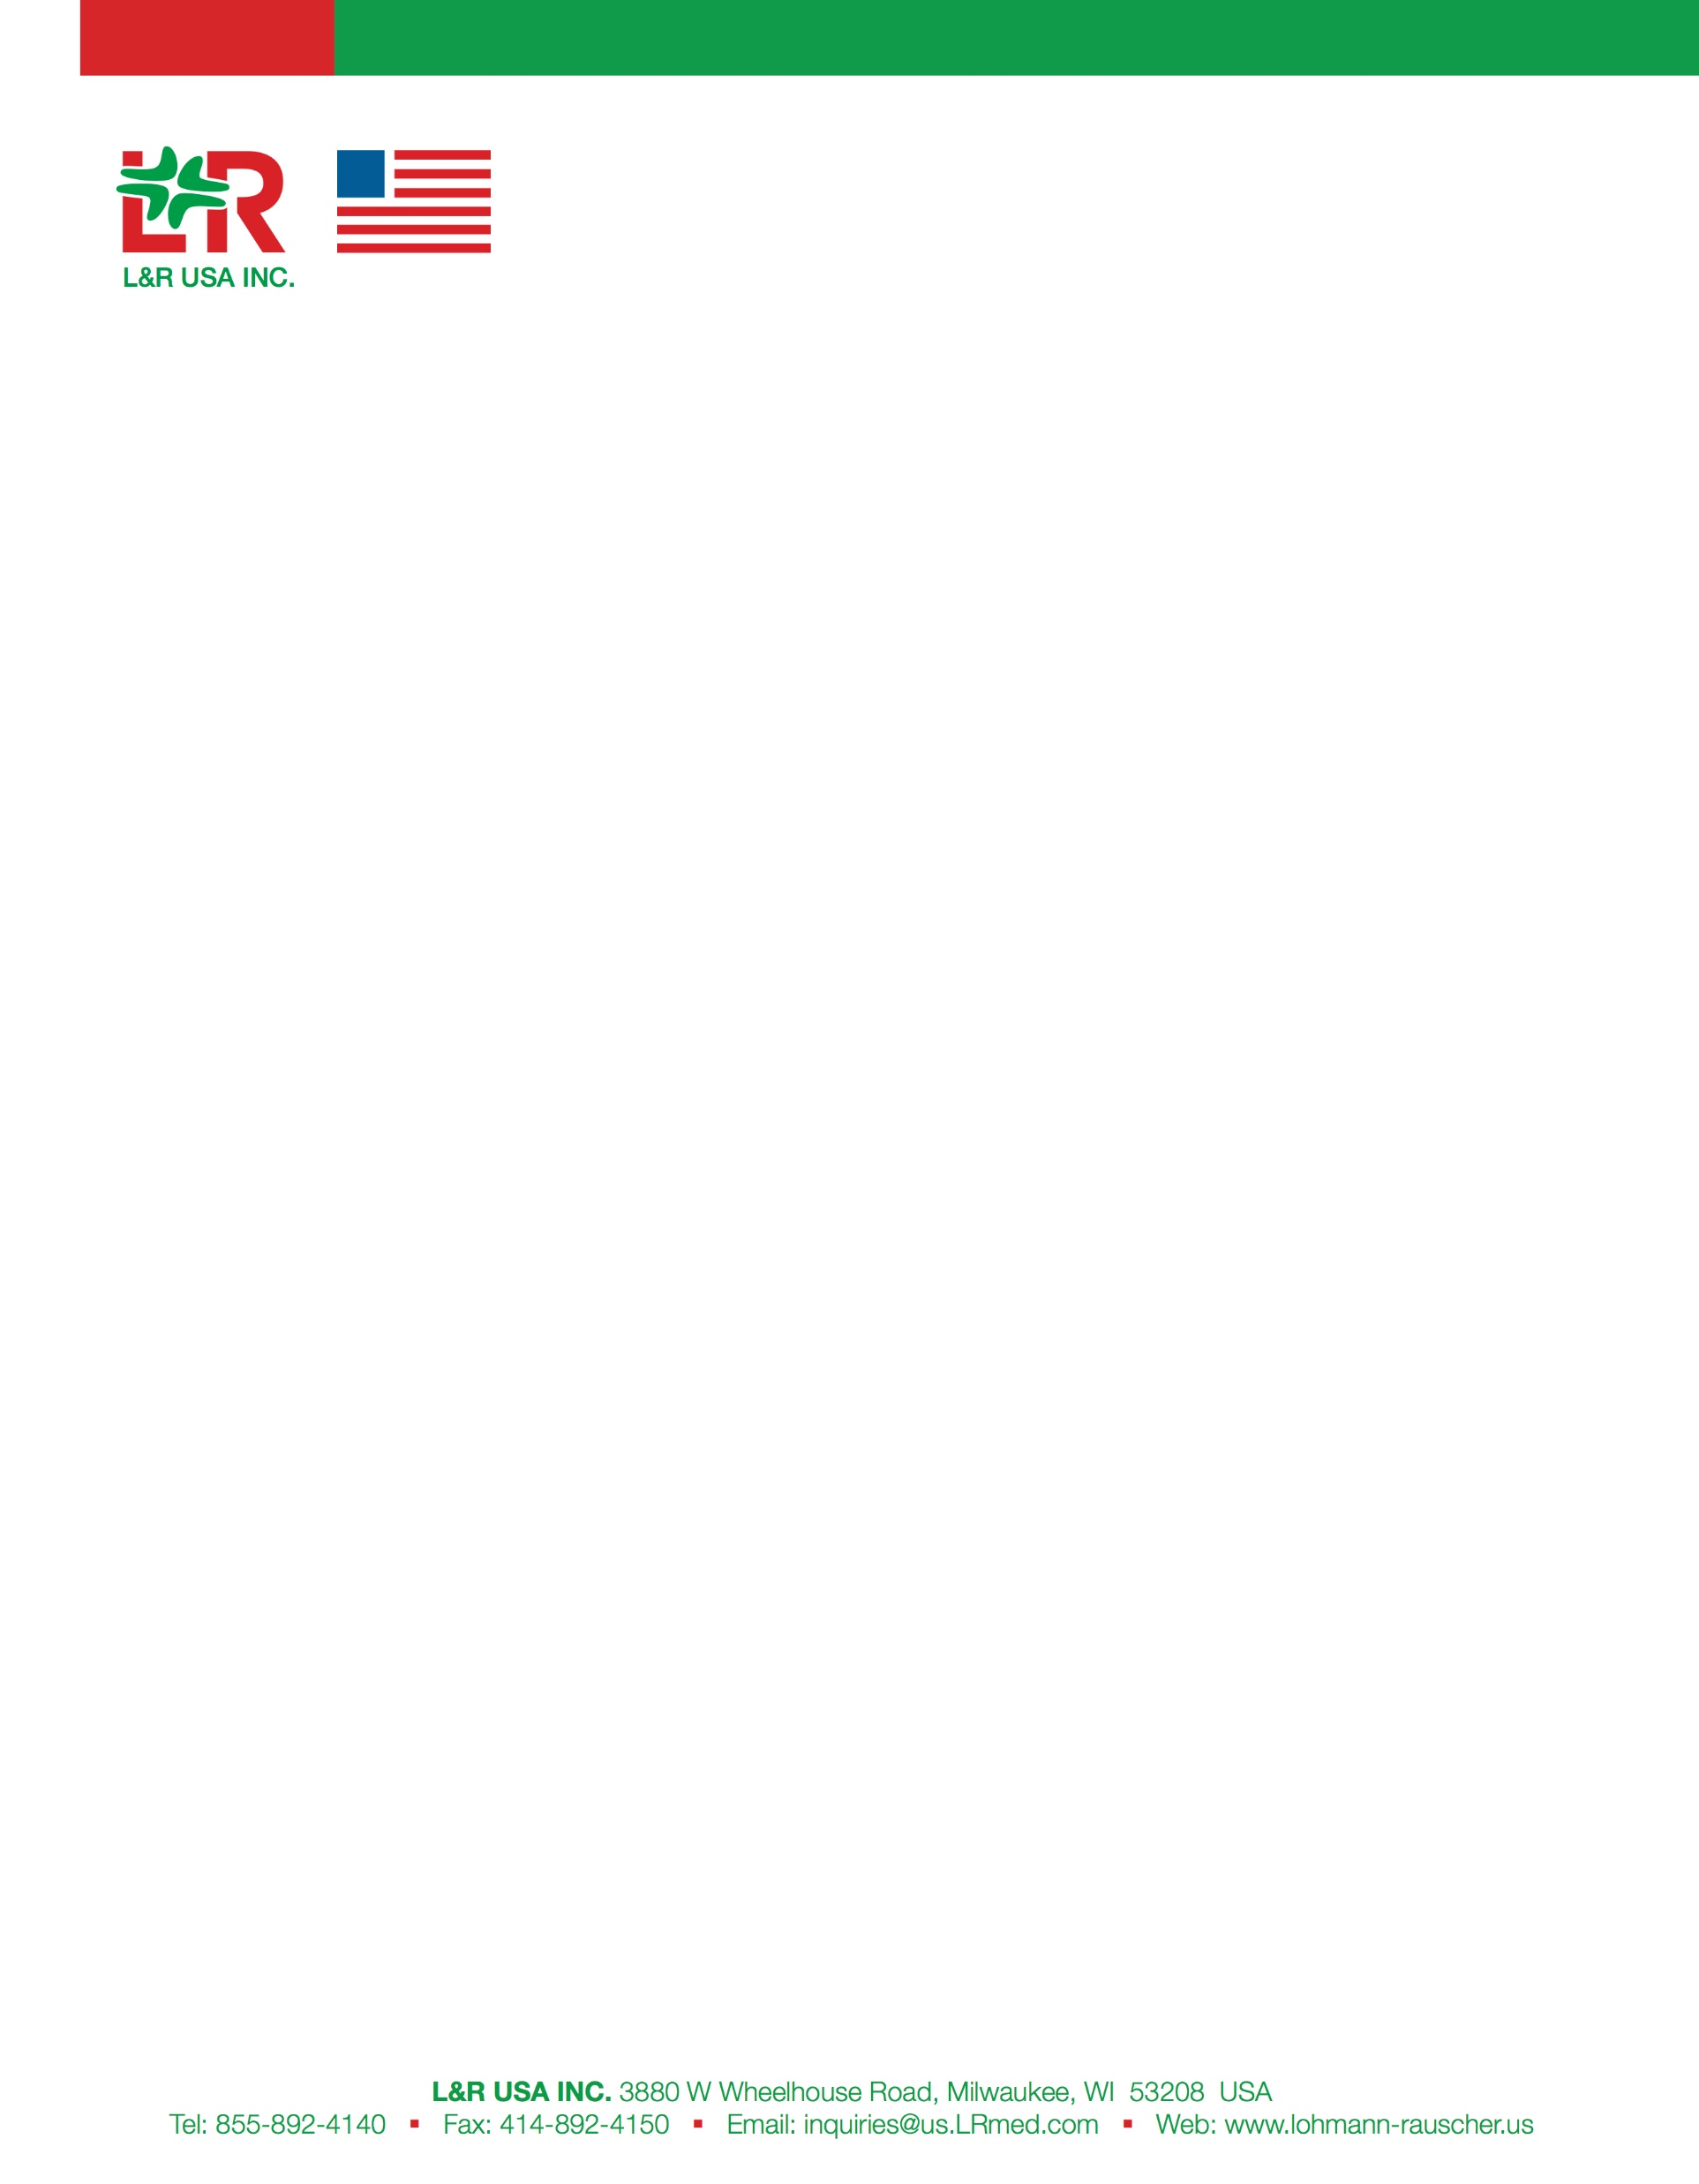 L&R
L&R USA INC.
L&R USA INC. 3880 W Wheelhouse Road, Milwaukee, WI  53208  USA
Tel: 855-892-4140 ▪ Fax: 414-892-4150 ▪ Email: inquiries@us.LRmed.com ▪ Web: www.lohmann-rauscher.us